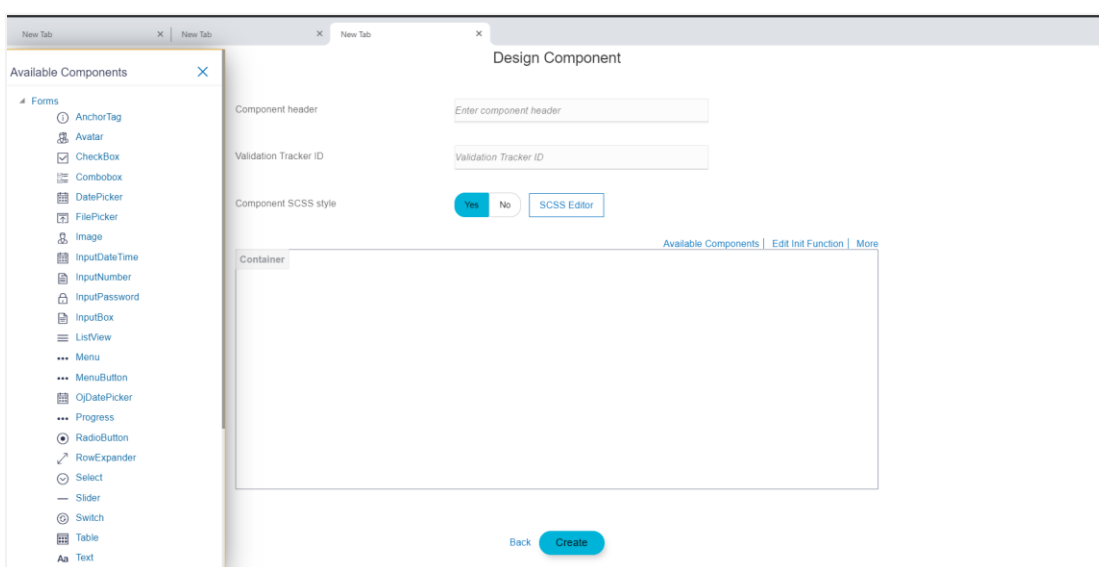 New Tab
New Tab
New Tab
Design Component
Available Components
Forms
AnchorTag
Avatar
CheckBox
Combobox
DatePicker
FilePicker
Image
InputDateTime
InputNumber
InputPassword
InputBox
ListView
Menu
MenuButton
OjDatePicker
Progress
RadioButton
RowExpander
Select
Slider
Switch
Table
Aa Text
Component header
Enter component header
Validation Tracker ID
Validation Tracker ID
Component SCSS style
Yes No SCSS Editor
Available Components | Edit Init Function | More
Container
Back Create